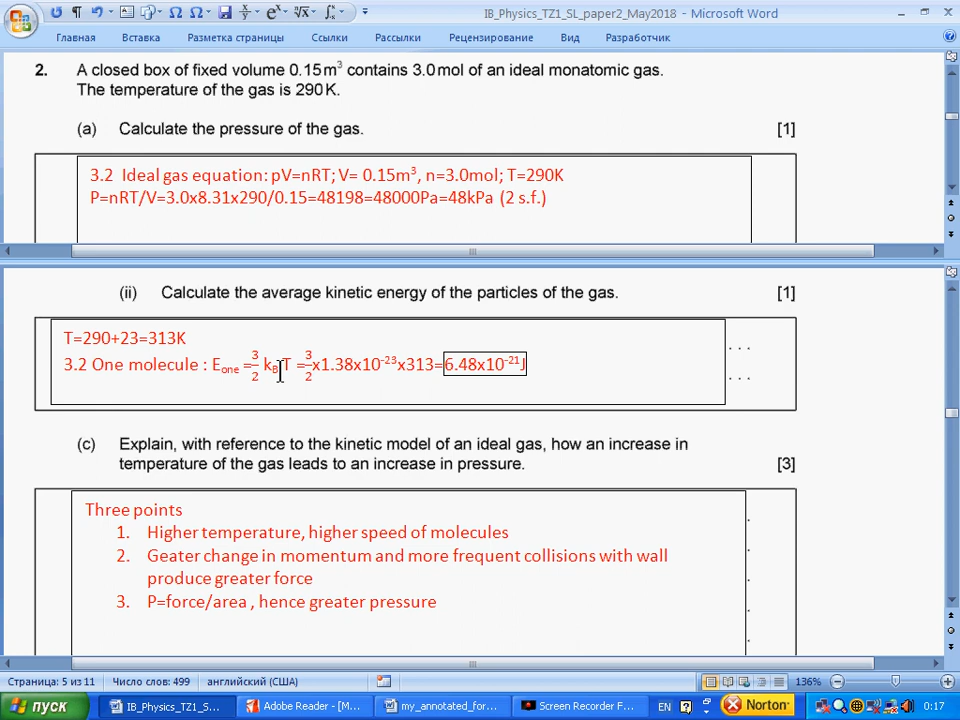 IB_Physics_TZ1_SL_paper2_May2018 - Microsoft Word
Главная Вставка Разметка страницы Ссылки Рассылки Рецензирование Вид Разработчик
2. A closed box of fixed volume 0.15 m³ contains 3.0 mol of an ideal monatomic gas.
The temperature of the gas is 290 K.
(a) Calculate the pressure of the gas. [1]
3.2 Ideal gas equation: pV=nRT; V= 0.15m³, n=3.0mol; T=290K
P=nRT/V=3.0x8.31x290/0.15=48198=48000Pa=48kPa (2 s.f.)
(ii) Calculate the average kinetic energy of the particles of the gas. [1]
T=290+23=313K
. . .
3.2 One molecule : E_one =3/2 k_BT =3/2x1.38x10⁻²³x313=6.48x10⁻²¹J
. . .
(c) Explain, with reference to the kinetic model of an ideal gas, how an increase in
temperature of the gas leads to an increase in pressure. [3]
Three points
1. Higher temperature, higher speed of molecules
2. Geater change in momentum and more frequent collisions with wall
produce greater force
3. P=force/area , hence greater pressure
Страница: 5 из 11 Число слов: 499 английский (США) 136%
пуск IB_Physics_TZ1_S... Adobe Reader - [M... my_annotated_for... Screen Recorder F... EN Norton 0:17